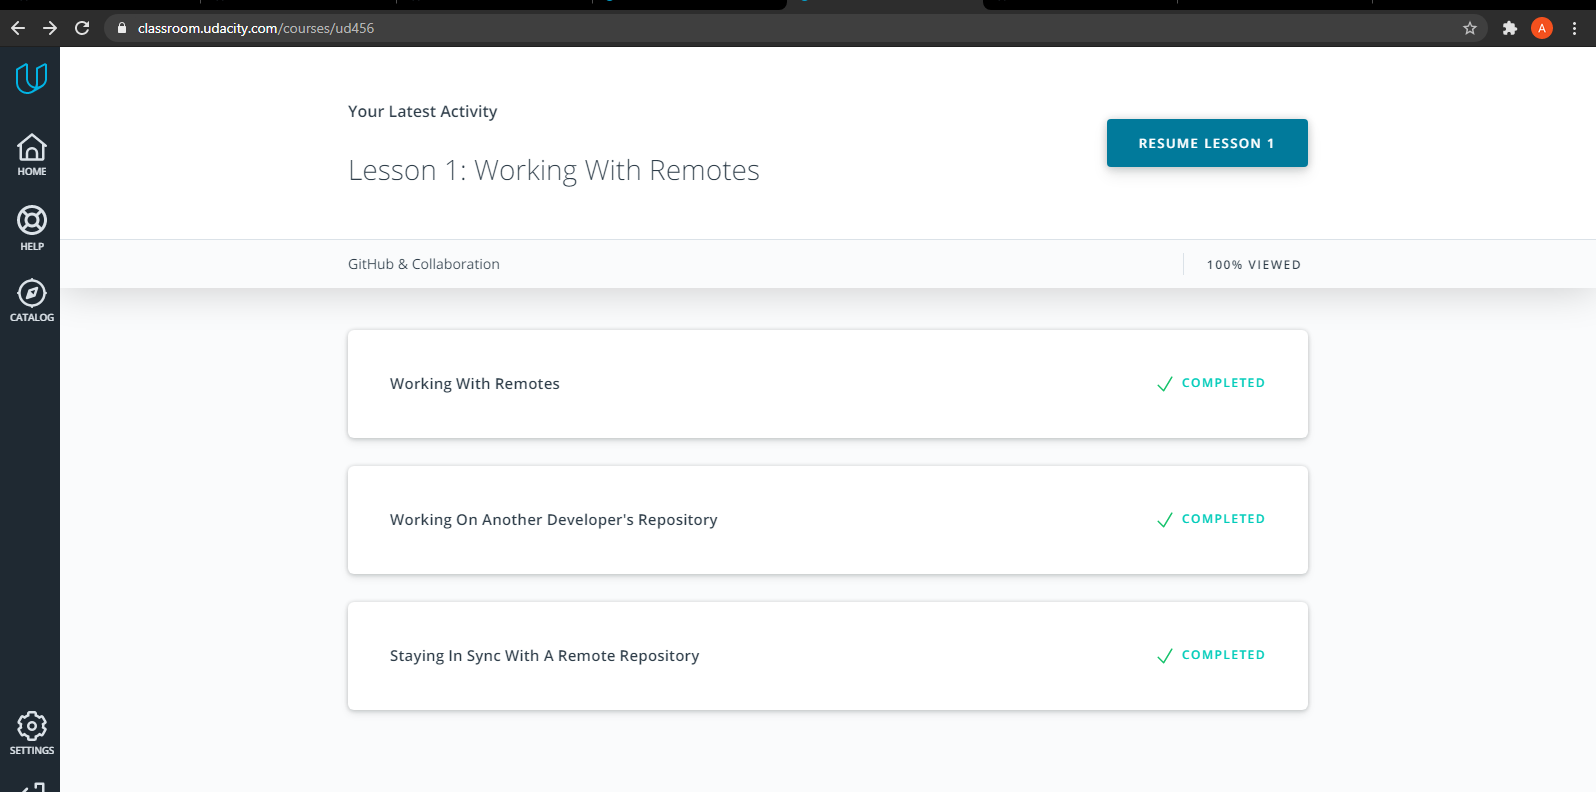 classroom.udacity.com/courses/ud456
A
HOME
HELP
CATALOG
SETTINGS
Your Latest Activity
Lesson 1: Working With Remotes
RESUME LESSON 1
GitHub & Collaboration
100% VIEWED
Working With Remotes
COMPLETED
Working On Another Developer's Repository
COMPLETED
Staying In Sync With A Remote Repository
COMPLETED